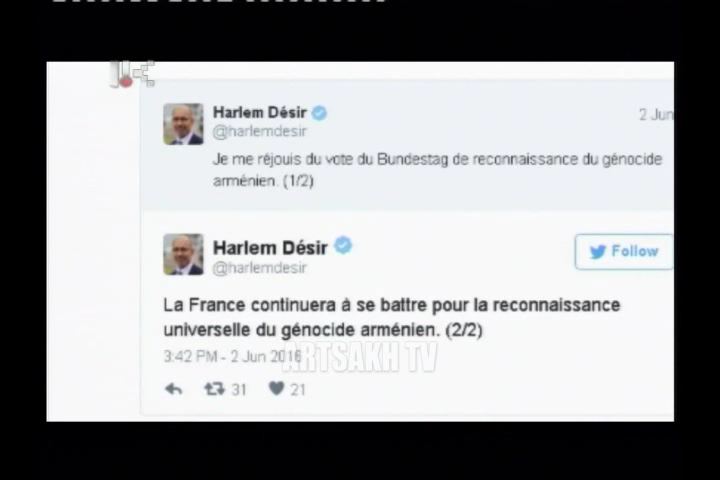 Harlem Désir
@harlemdesir
2 Jun
Je me réjouis du vote du Bundestag de reconnaissance du génocide
arménien. (1/2)
Harlem Désir
@harlemdesir
Follow
La France continuera à se battre pour la reconnaissance
universelle du génocide arménien. (2/2)
3:42 PM - 2 Jun 2016
ARTSAKH TV
31 21